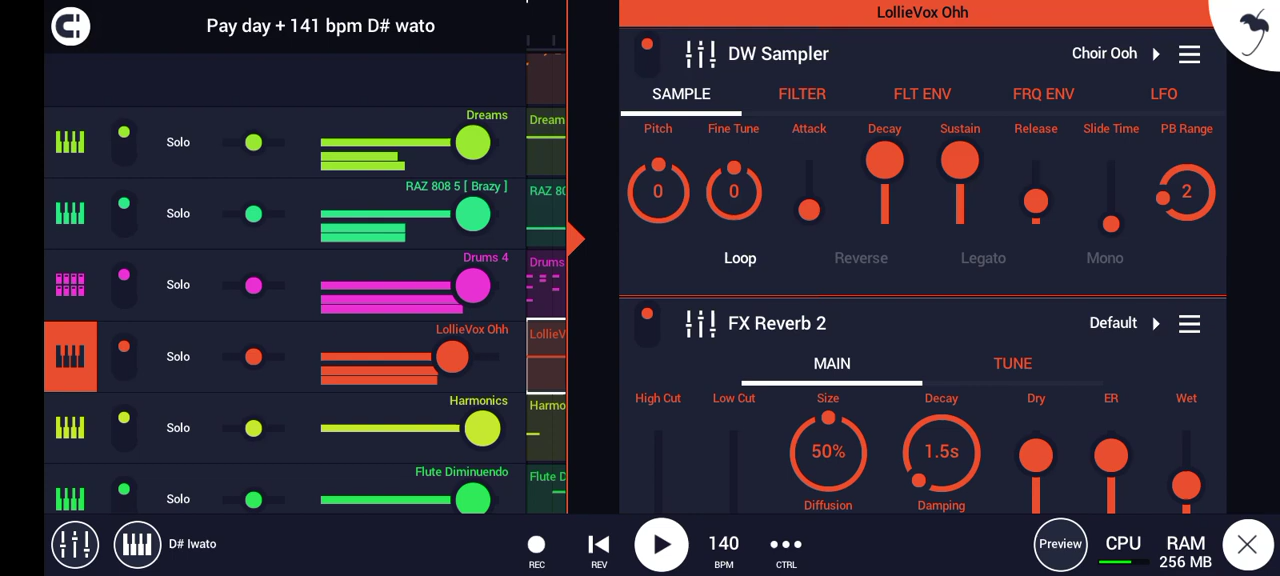 Pay day + 141 bpm D# wato
Dreams
Solo
RAZ 808 5 [ Brazy ]
Solo
Drums 4
Solo
LollieVox Ohh
Solo
Harmonics
Solo
Flute Diminuendo
Solo
Dream
RAZ 80
Drums
LollieV
Harmo
Flute D
LollieVox Ohh
DW Sampler
Choir Ooh
SAMPLE FILTER FLT ENV FRQ ENV LFO
Pitch Fine Tune Attack Decay Sustain Release Slide Time PB Range
0 0 2
Loop Reverse Legato Mono
FX Reverb 2
Default
MAIN TUNE
High Cut Low Cut Size Decay Dry ER Wet
50% 1.5s
Diffusion Damping
D# Iwato
REC
REV
140
BPM
CTRL
Preview
CPU
RAM
256 MB